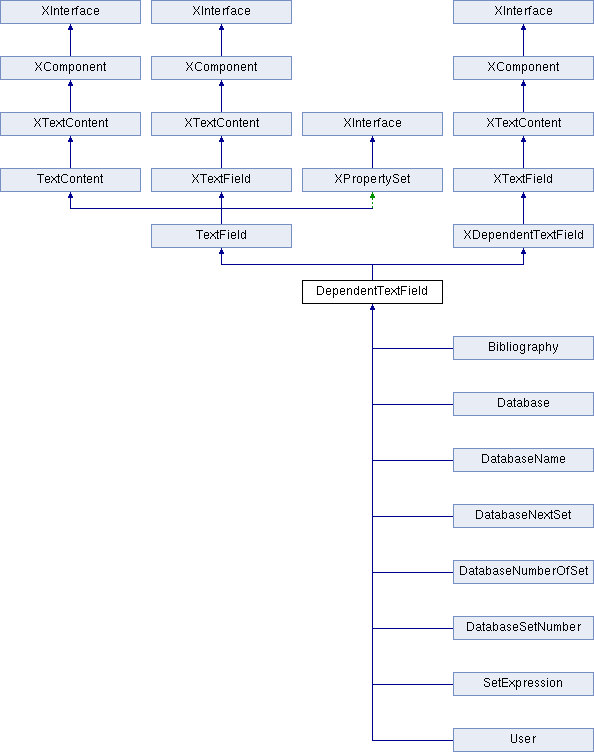 XInterface
XInterface
XInterface
XComponent
XComponent
XComponent
XTextContent
XTextContent
XInterface
XTextContent
TextContent
XTextField
XPropertySet
XTextField
TextField
XDependentTextField
DependentTextField
Bibliography
Database
DatabaseName
DatabaseNextSet
DatabaseNumberOfSet
DatabaseSetNumber
SetExpression
User